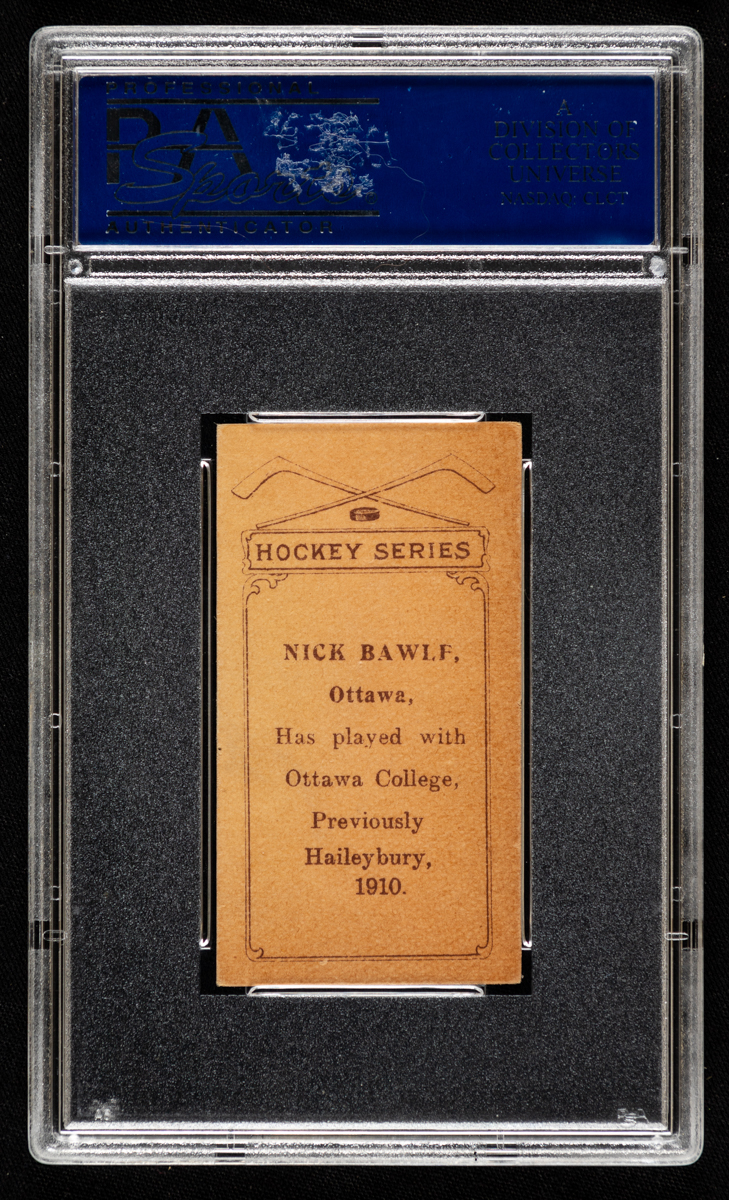 PROFESSIONAL
PSA
Sports
AUTHENTICATOR
A
DIVISION OF
COLLECTORS
UNIVERSE
NASDAQ: CLCT
HOCKEY SERIES
NICK BAWLF,
Ottawa,
Has played with
Ottawa College,
Previously
Haileybury,
1910.